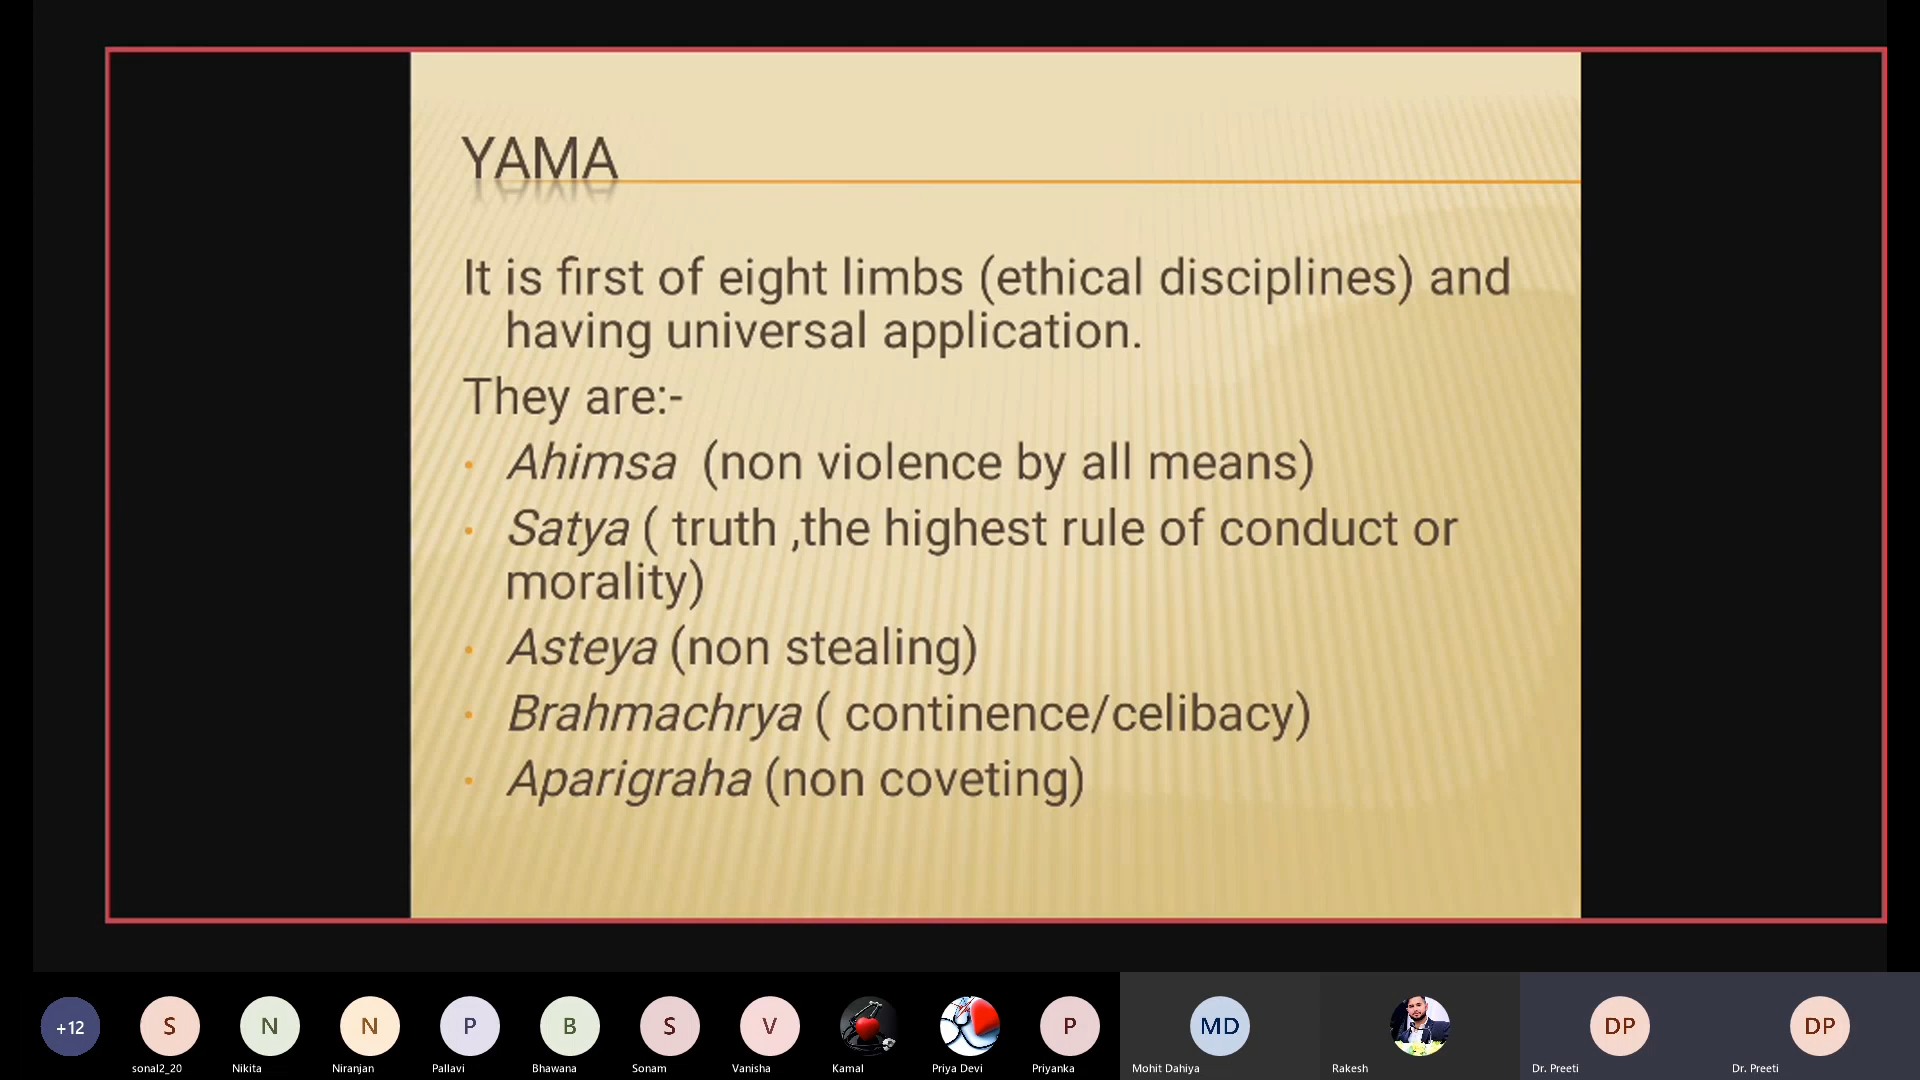 YAMA
It is first of eight limbs (ethical disciplines) and
having universal application.
They are:-
• Ahimsa (non violence by all means)
• Satya ( truth ,the highest rule of conduct or
morality)
• Asteya (non stealing)
• Brahmachrya ( continence/celibacy)
• Aparigraha (non coveting)
+12 S N N P B S V P MD DP DP
sonal2_20 Nikita Niranjan Pallavi Bhawana Sonam Vanisha Kamal Priya Devi Priyanka Mohit Dahiya Rakesh Dr. Preeti Dr. Preeti